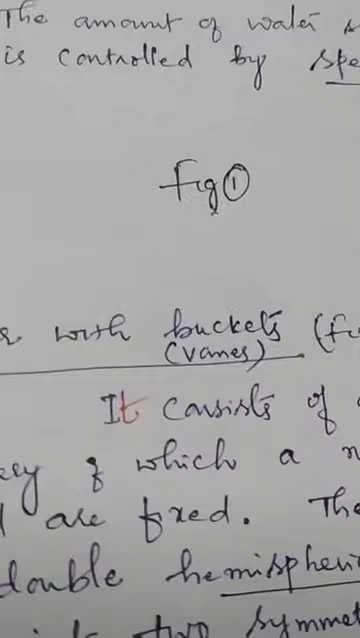 The amount of water
is controlled by spe
Fig ①
with buckets (f
(vanes)
It consists of
of which a
are fixed. The
double hemispheri
two symmet